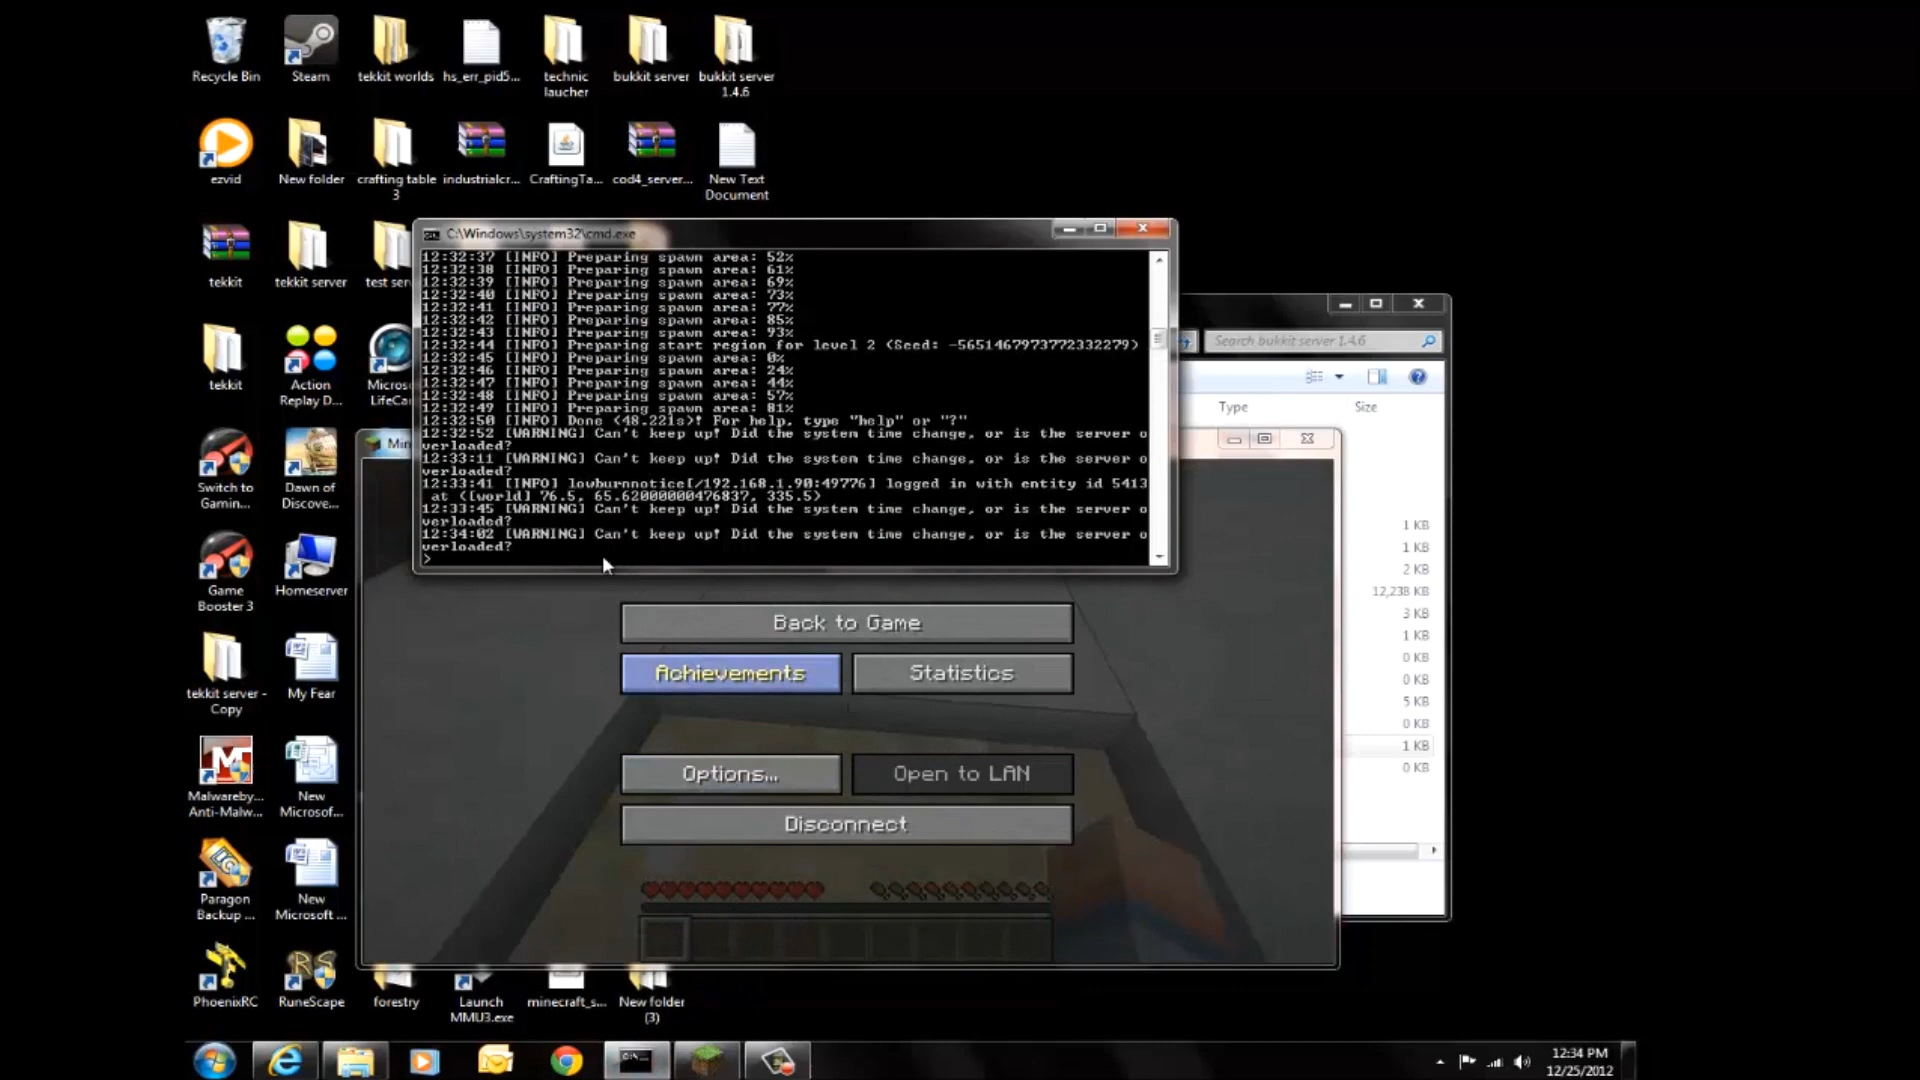 Recycle Bin
Steam
tekkit worlds
hs_err_pid5...
technic
laucher
bukkit server
bukkit server
1.4.6
ezvid
New folder
crafting table
3
industrialcr...
CraftingTa...
cod4_server...
New Text
Document
tekkit
tekkit server
test ser
C:\Windows\system32\cmd.exe
12:32:37 [INFO] Preparing spawn area: 52%
12:32:38 [INFO] Preparing spawn area: 61%
12:32:39 [INFO] Preparing spawn area: 69%
12:32:40 [INFO] Preparing spawn area: 73%
12:32:41 [INFO] Preparing spawn area: 77%
12:32:42 [INFO] Preparing spawn area: 85%
12:32:43 [INFO] Preparing spawn area: 93%
12:32:44 [INFO] Preparing start region for level 2 (Seed: -5651467973772332279)
12:32:45 [INFO] Preparing spawn area: 0%
12:32:46 [INFO] Preparing spawn area: 24%
12:32:47 [INFO] Preparing spawn area: 44%
12:32:48 [INFO] Preparing spawn area: 57%
12:32:49 [INFO] Preparing spawn area: 81%
12:32:50 [INFO] Done (48.221s)! For help, type "help" or "?"
12:32:52 [WARNING] Can't keep up! Did the system time change, or is the server o
verloaded?
12:33:11 [WARNING] Can't keep up! Did the system time change, or is the server o
verloaded?
12:33:41 [INFO] lowburnnotice[/192.168.1.90:49776] logged in with entity id 5413
at ([world] 76.5, 65.62000000476837, 335.5)
12:33:45 [WARNING] Can't keep up! Did the system time change, or is the server o
verloaded?
12:34:02 [WARNING] Can't keep up! Did the system time change, or is the server o
verloaded?
>
Search bukkit server 1.4.6
Type
Size
1 KB
1 KB
2 KB
12,238 KB
3 KB
1 KB
0 KB
0 KB
5 KB
0 KB
1 KB
0 KB
tekkit
Action
Replay D...
Micros
LifeCa
Min
Switch to
Gamin...
Dawn of
Discove...
Game
Booster 3
Homeserver
tekkit server -
Copy
My Fear
Malwareby...
Anti-Malw...
New
Microsof...
Paragon
Backup ...
New
Microsoft ...
Back to Game
Achievements
Statistics
Options...
Open to LAN
Disconnect
PhoenixRC
RuneScape
forestry
Launch
MMU3.exe
minecraft_s...
New folder
(3)
12:34 PM
12/25/2012